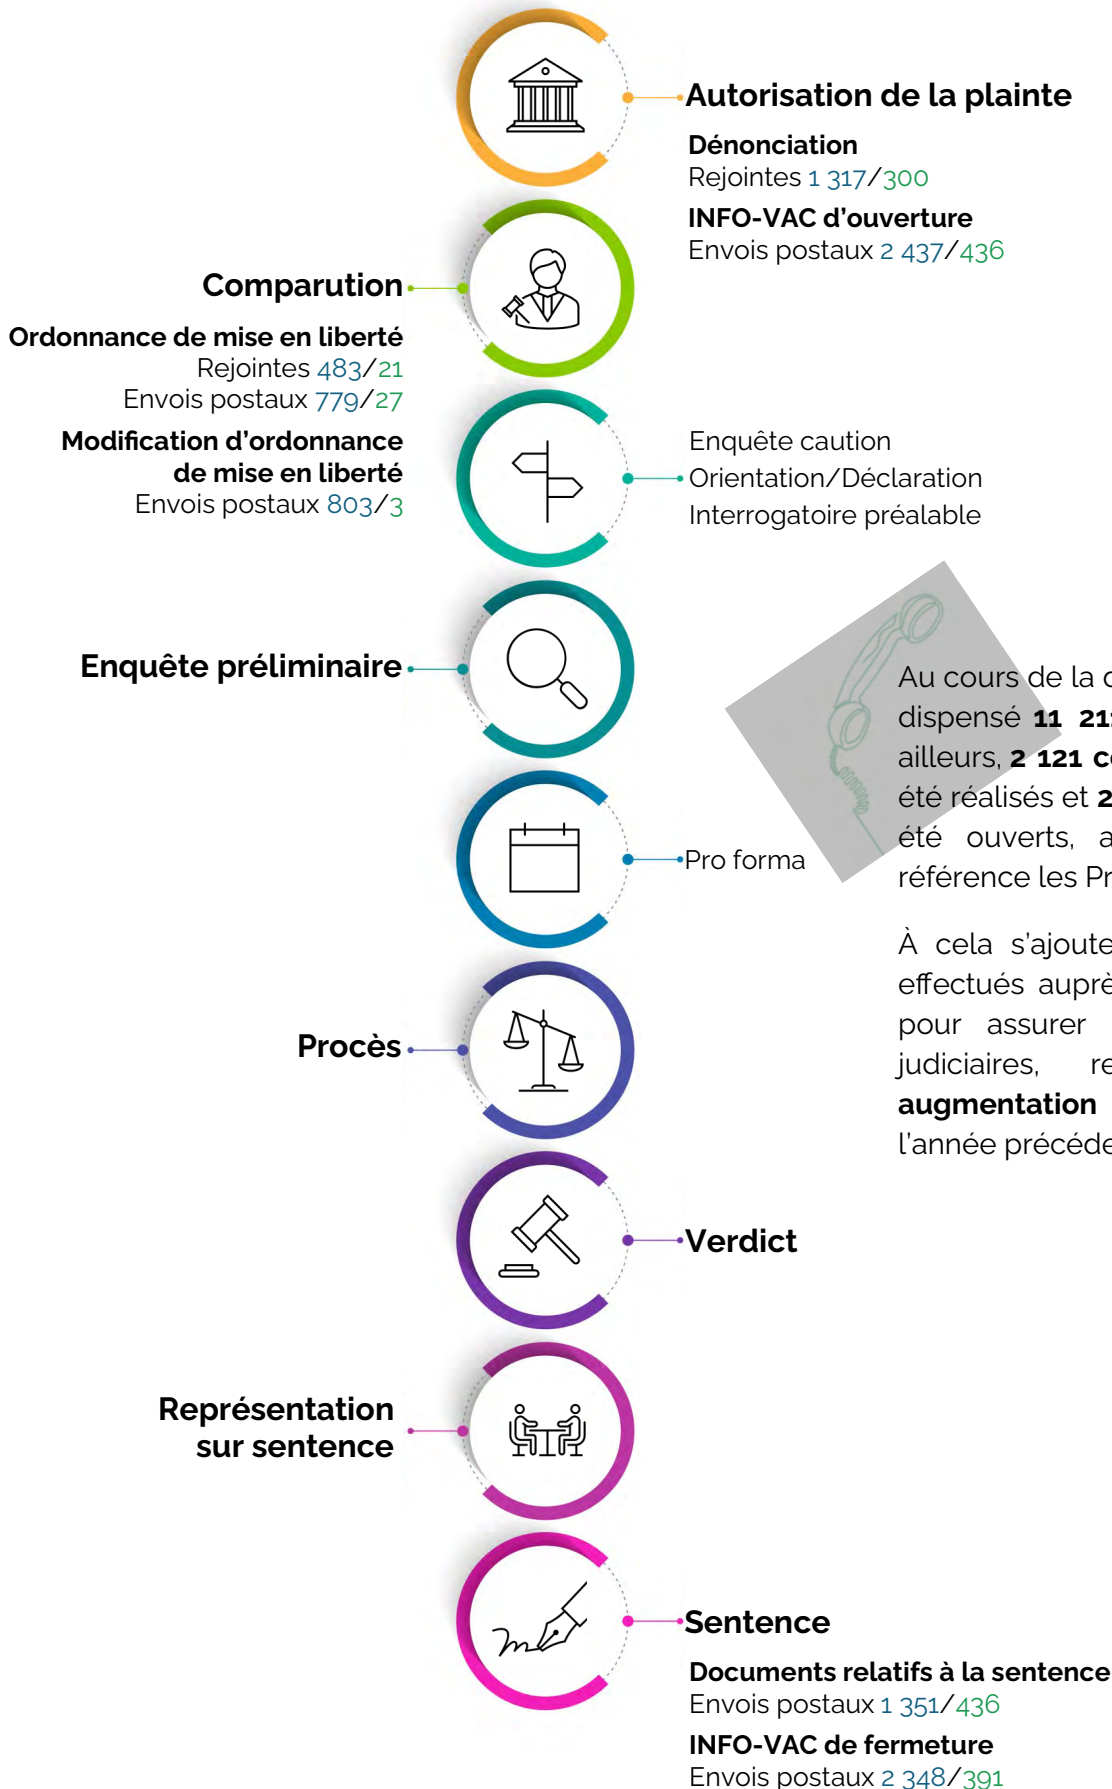 Autorisation de la plainte
Dénonciation
Rejointes 1 317/300
INFO-VAC d’ouverture
Envois postaux 2 437/436
Comparution
Ordonnance de mise en liberté
Rejointes 483/21
Envois postaux 779/27
Modification d’ordonnance
de mise en liberté
Envois postaux 803/3
Enquête caution
Orientation/Déclaration
Interrogatoire préalable
Enquête préliminaire
Pro forma
Au cours de la
dispensé 11
ailleurs, 2 121
été réalisés et
été ouverts,
référence les
À cela s’ajoute
effectués
pour assurer
judiciaires,
augmentation
l’année
Procès
Verdict
Représentation
sur sentence
Sentence
Documents relatifs à la sentence
Envois postaux 1 351/436
INFO-VAC de fermeture
Envois postaux 2 348/391